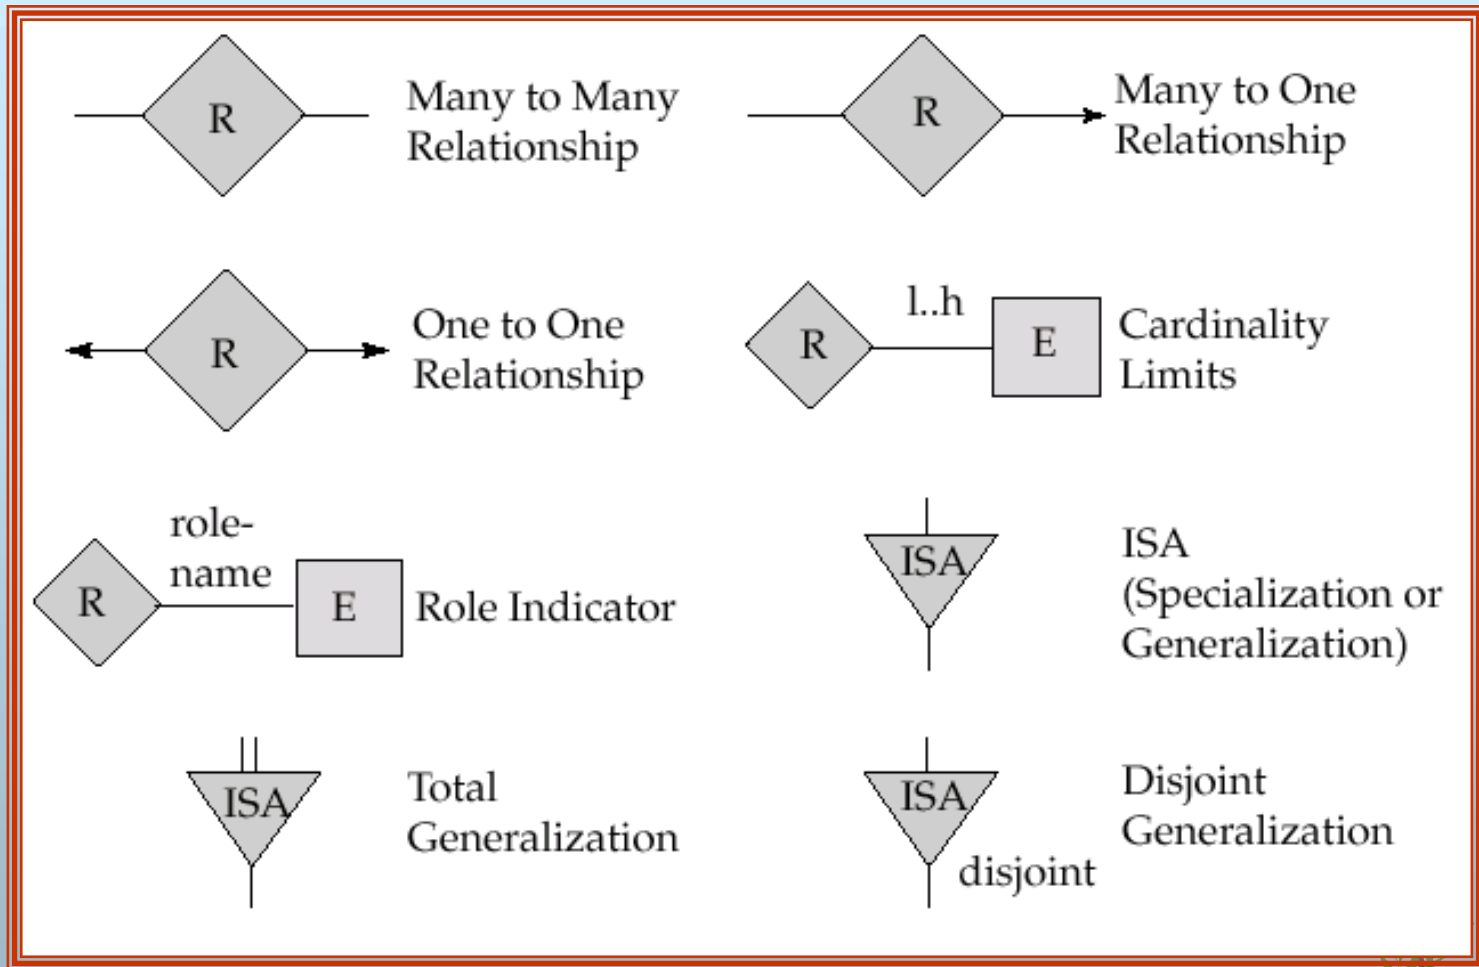 R
Many to Many
Relationship
R
Many to One
Relationship
R
One to One
Relationship
R
l..h
E
Cardinality
Limits
R
role-
name
E
Role Indicator
ISA
ISA
(Specialization or
Generalization)
ISA
Total
Generalization
ISA
disjoint
Disjoint
Generalization